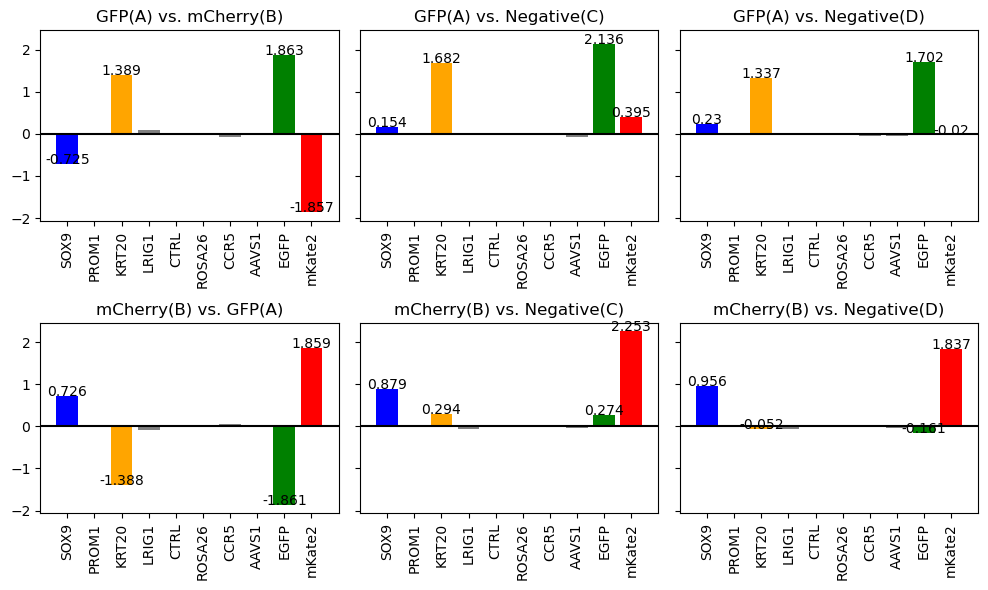 GFP(A) vs. mCherry(B)
GFP(A) vs. Negative(C)
GFP(A) vs. Negative(D)
2
1
0
−1
−2
1.389
1.863
-0.725
-1.857
0.154
1.682
2.136
0.395
0.23
1.337
1.702
-0.02
SOX9
PROM1
KRT20
LRIG1
CTRL
ROSA26
CCR5
AAVS1
EGFP
mKate2
SOX9
PROM1
KRT20
LRIG1
CTRL
ROSA26
CCR5
AAVS1
EGFP
mKate2
SOX9
PROM1
KRT20
LRIG1
CTRL
ROSA26
CCR5
AAVS1
EGFP
mKate2
mCherry(B) vs. GFP(A)
mCherry(B) vs. Negative(C)
mCherry(B) vs. Negative(D)
2
1
0
−1
−2
0.726
-1.388
-1.861
1.859
0.879
0.294
0.274
2.253
0.956
-0.052
-0.161
1.837
SOX9
PROM1
KRT20
LRIG1
CTRL
ROSA26
CCR5
AAVS1
EGFP
mKate2
SOX9
PROM1
KRT20
LRIG1
CTRL
ROSA26
CCR5
AAVS1
EGFP
mKate2
SOX9
PROM1
KRT20
LRIG1
CTRL
ROSA26
CCR5
AAVS1
EGFP
mKate2